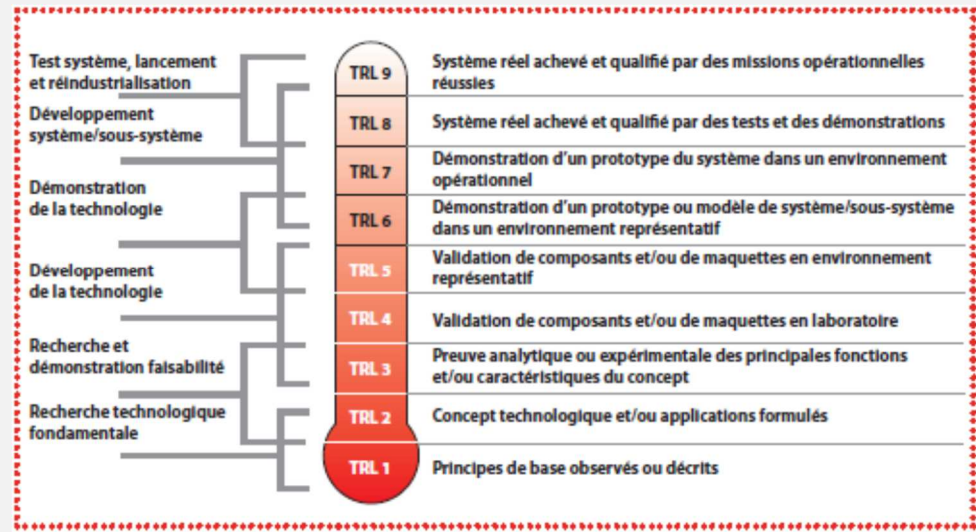 Test système, lancement
et réindustrialisation
Développement
système/sous-système
Démonstration
de la technologie
Développement
de la technologie
Recherche et
démonstration faisabilité
Recherche technologique
fondamentale
TRL 9
Système réel achevé et qualifié par des missions opérationnelles
réussies
TRL 8
Système réel achevé et qualifié par des tests et des démonstrations
TRL 7
Démonstration d'un prototype du système dans un environnement
opérationnel
TRL 6
Démonstration d'un prototype ou modèle de système/sous-système
dans un environnement représentatif
TRL 5
Validation de composants et/ou de maquettes en environnement
représentatif
TRL 4
Validation de composants et/ou de maquettes en laboratoire
TRL 3
Preuve analytique ou expérimentale des principales fonctions
et/ou caractéristiques du concept
TRL 2
Concept technologique et/ou applications formulés
TRL 1
Principes de base observés ou décrits